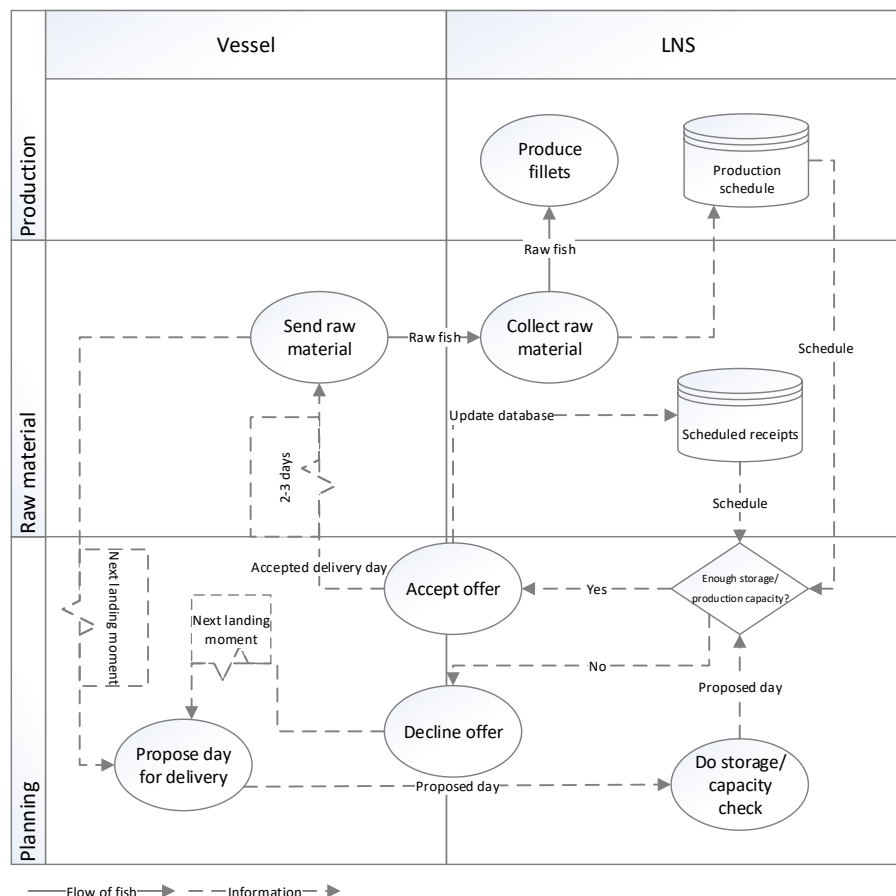 Vessel
LNS
Production
Produce
fillets
Production
schedule
Raw fish
Raw material
Send raw
material
Raw fish
Collect raw
material
Schedule
Update database
Scheduled receipts
2-3 days
Schedule
Planning
Next landing moment
Accepted delivery day
Accept offer
Yes
Enough storage/
production capacity?
Next landing
moment
No
Proposed day
Decline offer
Propose day
for delivery
Proposed day
Do storage/
capacity
check
Flow of fish
Information